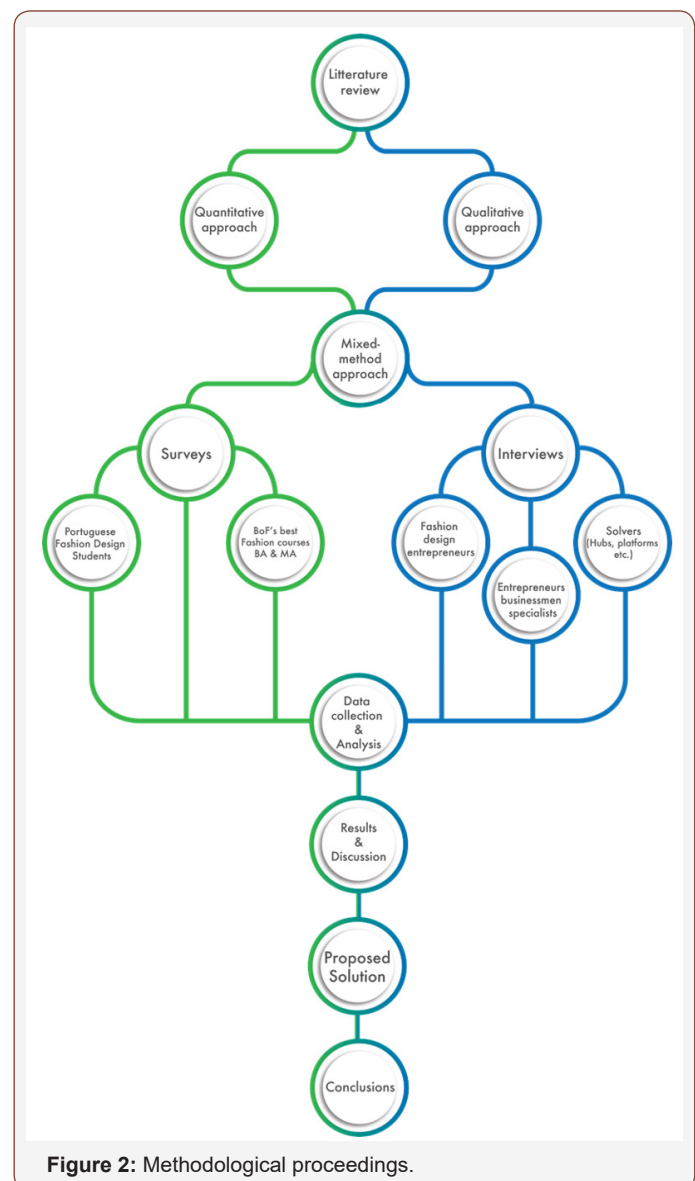 Litterature
review
Quantitative
approach
Qualitative
approach
Mixed-
method
approach
Surveys
Interviews
Portuguese
Fashion Design
Students
BoF's best
Fashion courses
BA & MA
Fashion
design
entrepreneurs
Entrepreneurs
businessmen
specialists
Solvers
(Hubs, platforms
etc.)
Data
collection
&
Analysis
Results
&
Discussion
Proposed
Solution
Conclusions
Figure 2: Methodological proceedings.